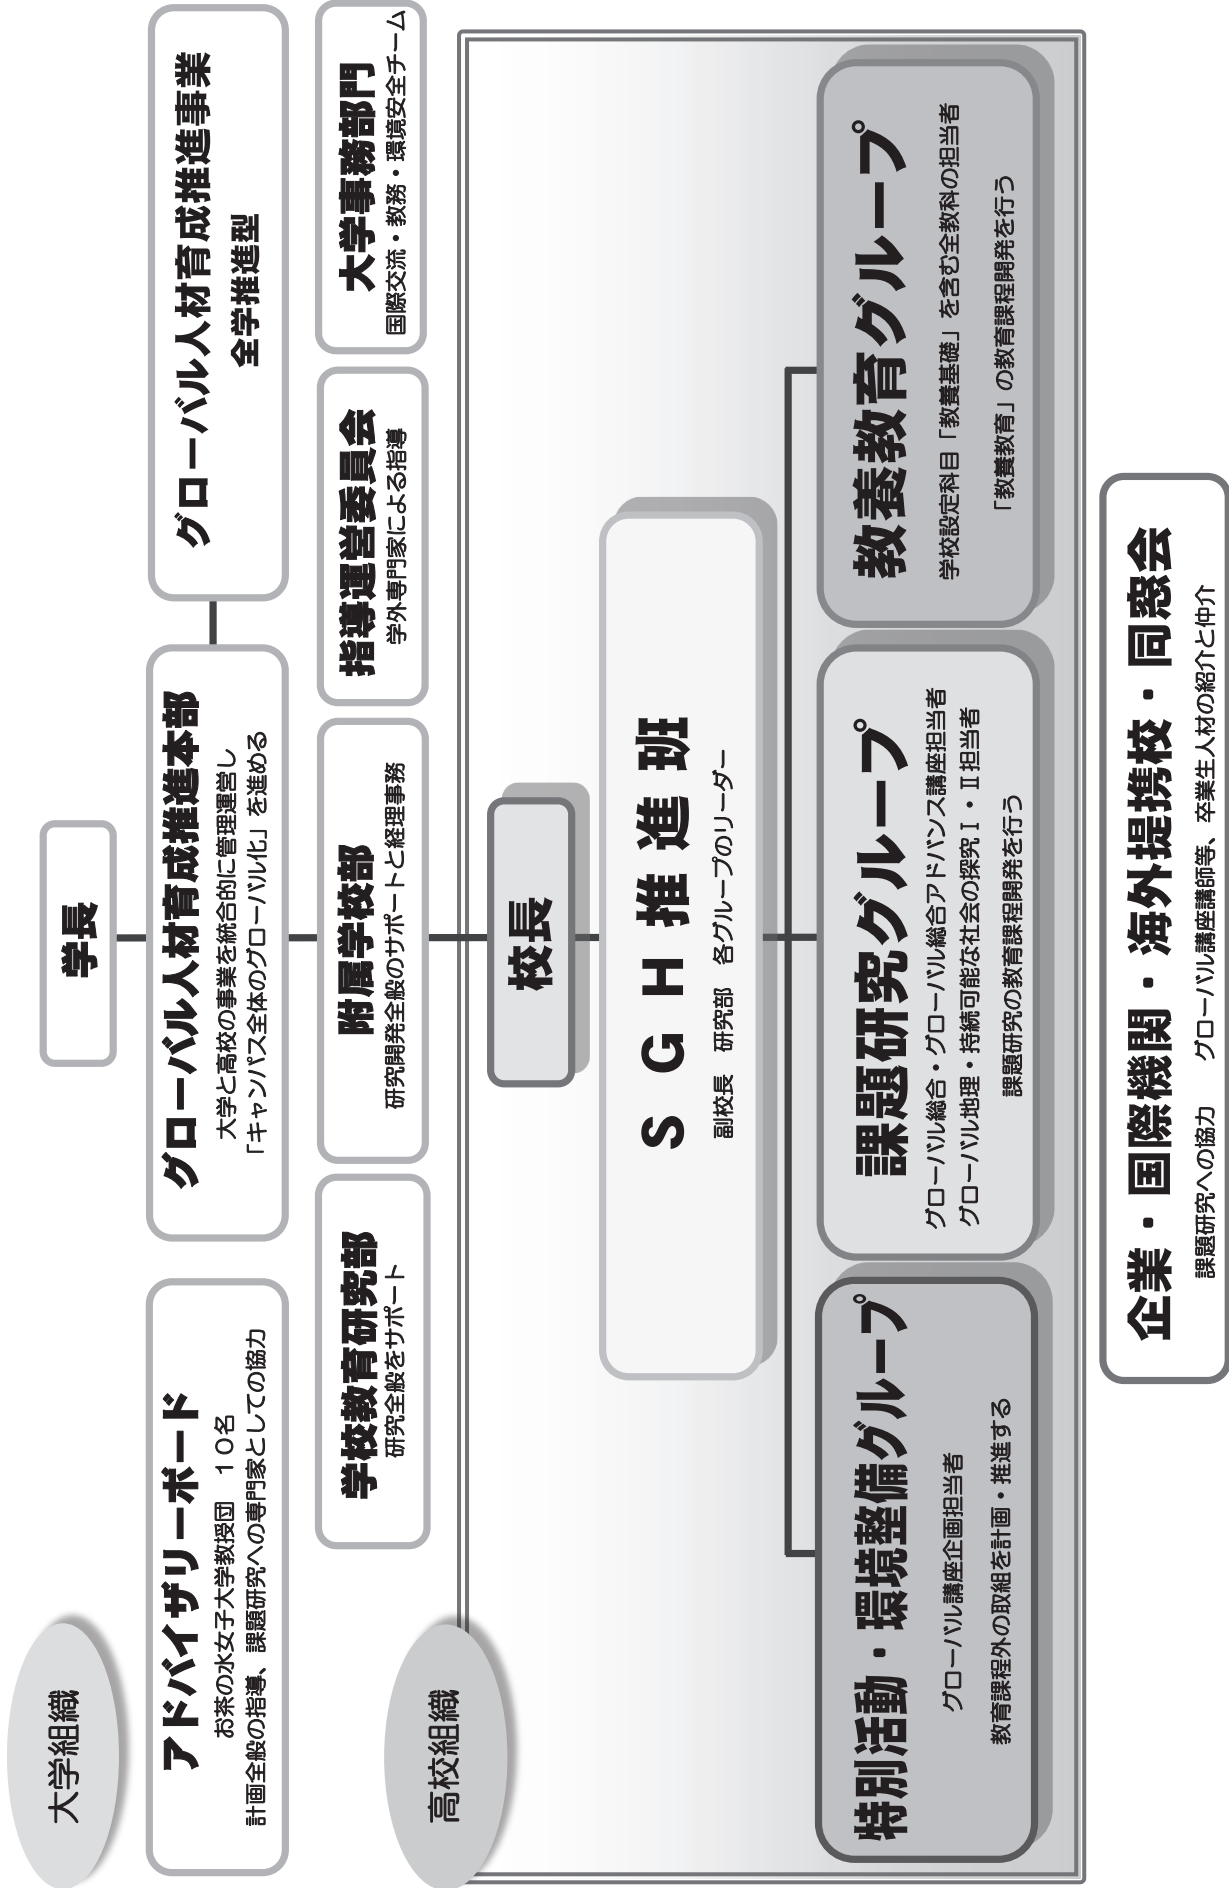 大学組織
学長
アドバイザリーボード
お茶の水女子大学教授団　１０名
計画全般の指導、課題研究への専門家としての協力
グローバル人材育成推進本部
大学と高校の事業を統合的に管理運営し
「キャンパス全体のグローバル化」を進める
グローバル人材育成推進事業
全学推進型
学校教育研究部
研究全般をサポート
附属学校部
研究開発全般のサポートと経理事務
指導運営委員会
学外専門家による指導
大学事務部門
国際交流・教務・環境安全チーム
高校組織
校長
ＳＧＨ推進班
副校長　研究部　各グループのリーダー
特別活動・環境整備グループ
グローバル講座企画担当者
教育課程外の取組を計画・推進する
課題研究グループ
グローバル総合・グローバル総合アドバンス講座担当者
グローバル地理・持続可能な社会の探究Ⅰ・Ⅱ担当者
課題研究の教育課程開発を行う
教養教育グループ
学校設定科目「教養基礎」を含む全教科の担当者
「教養教育」の教育課程開発を行う
企業・国際機関・海外提携校・同窓会
課題研究への協力　グローバル講座講師等、卒業生人材の紹介と仲介